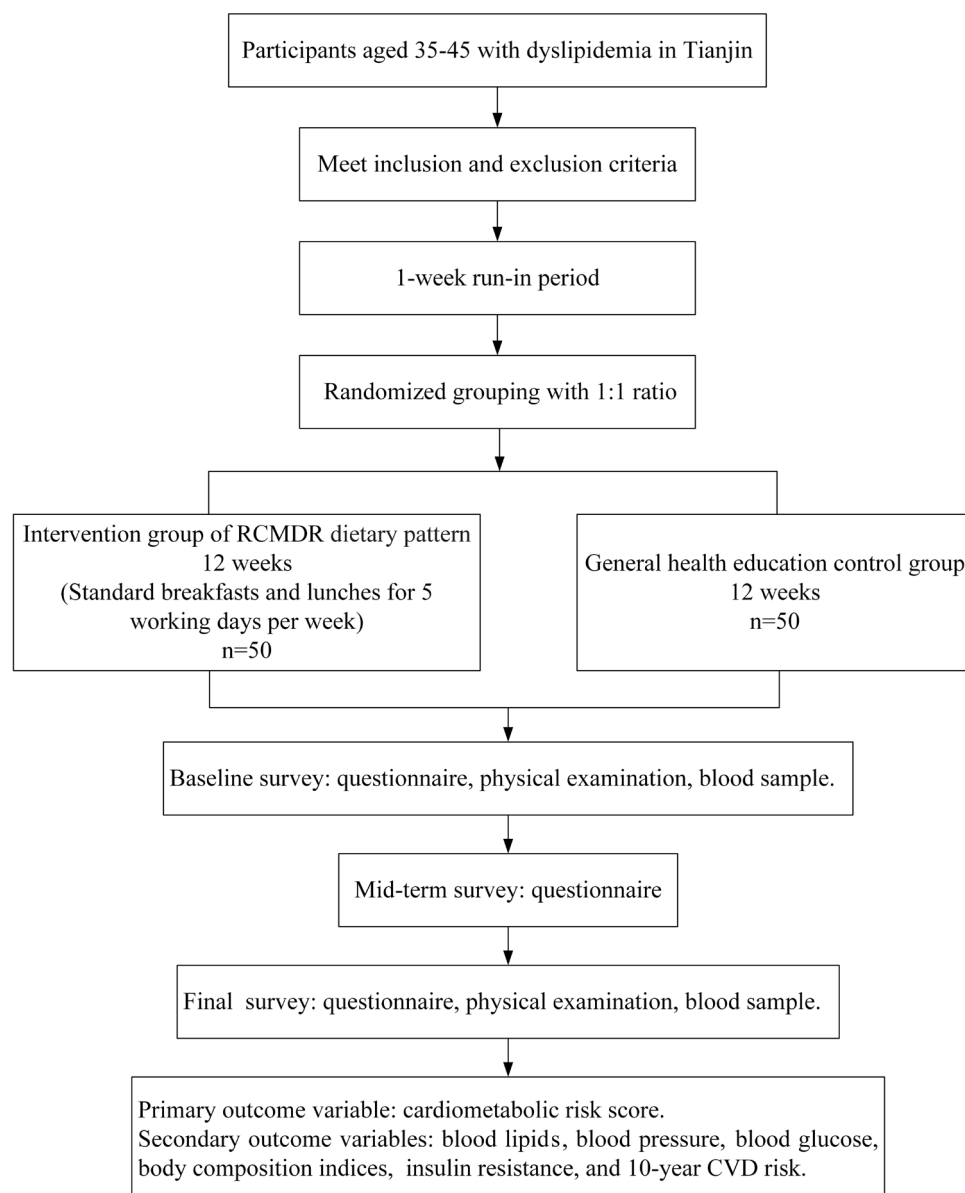 Participants aged 35-45 with dyslipidemia in Tianjin
Meet inclusion and exclusion criteria
1-week run-in period
Randomized grouping with 1:1 ratio
Intervention group of RCMDR dietary pattern
12 weeks
(Standard breakfasts and lunches for 5
working days per week)
n=50
General health education control group
12 weeks
n=50
Baseline survey: questionnaire, physical examination, blood sample.
Mid-term survey: questionnaire
Final survey: questionnaire, physical examination, blood sample.
Primary outcome variable: cardiometabolic risk score.
Secondary outcome variables: blood lipids, blood pressure, blood glucose,
body composition indices, insulin resistance, and 10-year CVD risk.